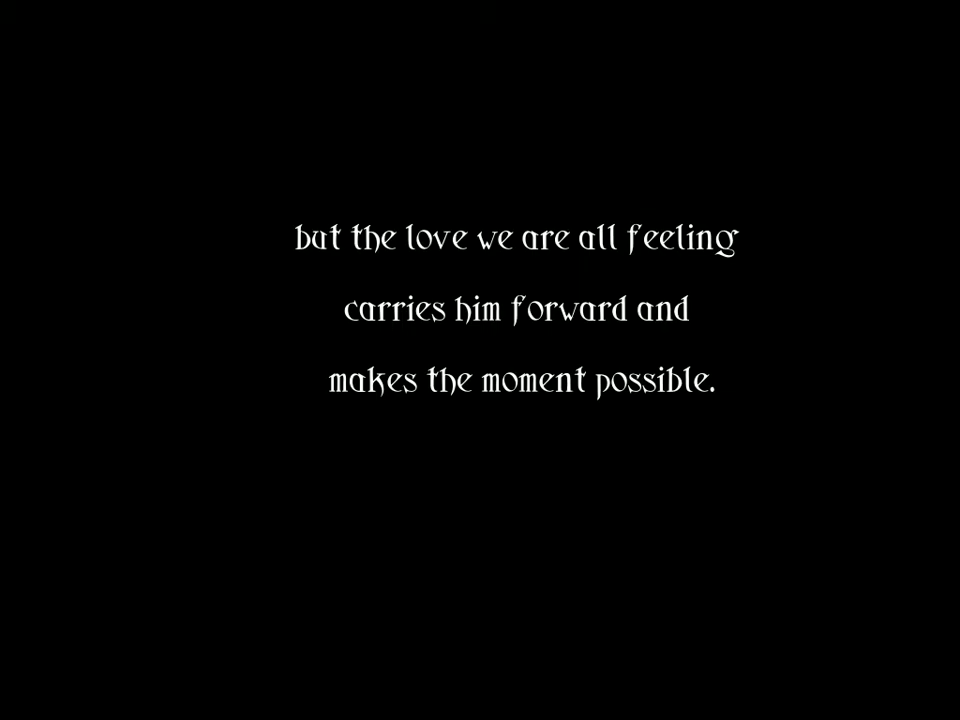 but the love we are all feeling
carries him forward and
makes the moment possible.